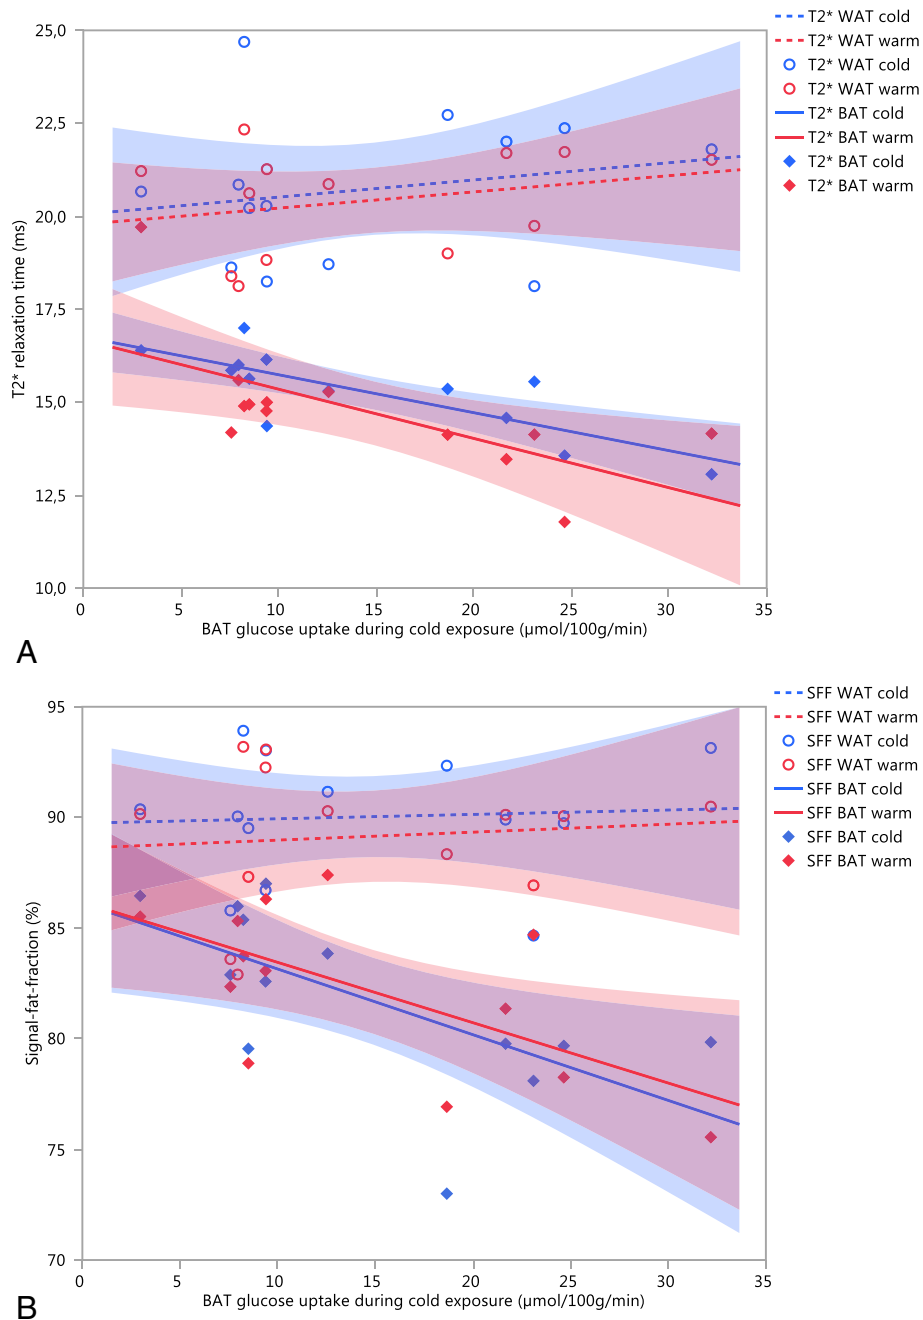 T2* WAT cold
T2* WAT warm
T2* WAT cold
T2* WAT warm
T2* BAT cold
T2* BAT warm
T2* BAT cold
T2* BAT warm
25,0
22,5
20,0
17,5
15,0
12,5
10,0
T2* relaxation time (ms)
0 5 10 15 20 25 30 35
BAT glucose uptake during cold exposure (µmol/100g/min)
A
SFF WAT cold
SFF WAT warm
SFF WAT cold
SFF WAT warm
SFF BAT cold
SFF BAT warm
SFF BAT cold
SFF BAT warm
95
90
85
80
75
70
Signal-fat-fraction (%)
0 5 10 15 20 25 30 35
BAT glucose uptake during cold exposure (µmol/100g/min)
B